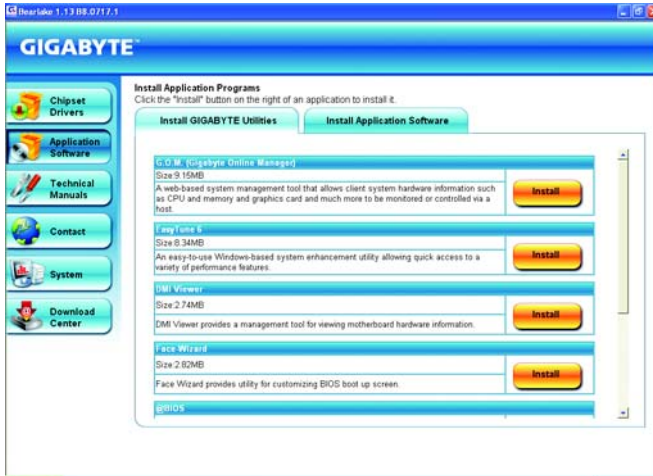 Bearlake 1.13 B8.0717.1
GIGABYTE™
Chipset
Drivers
Application
Software
Technical
Manuals
Contact
System
Download
Center
Install Application Programs
Click the "Install" button on the right of an application to install it.
Install GIGABYTE Utilities
Install Application Software
G.O.M. (Gigabyte Online Manager)
Size:9.15MB
A web-based system management tool that allows client system hardware information such
as CPU and memory and graphics card and much more to be monitored or controlled via a
host.
Install
EasyTune 6
Size:8.34MB
An easy-to-use Windows-based system enhancement utility allowing quick access to a
variety of performance features.
Install
DMI Viewer
Size:2.74MB
DMI Viewer provides a management tool for viewing motherboard hardware information.
Install
Face Wizard
Size:2.82MB
Face Wizard provides utility for customizing BIOS boot up screen.
Install
@BIOS